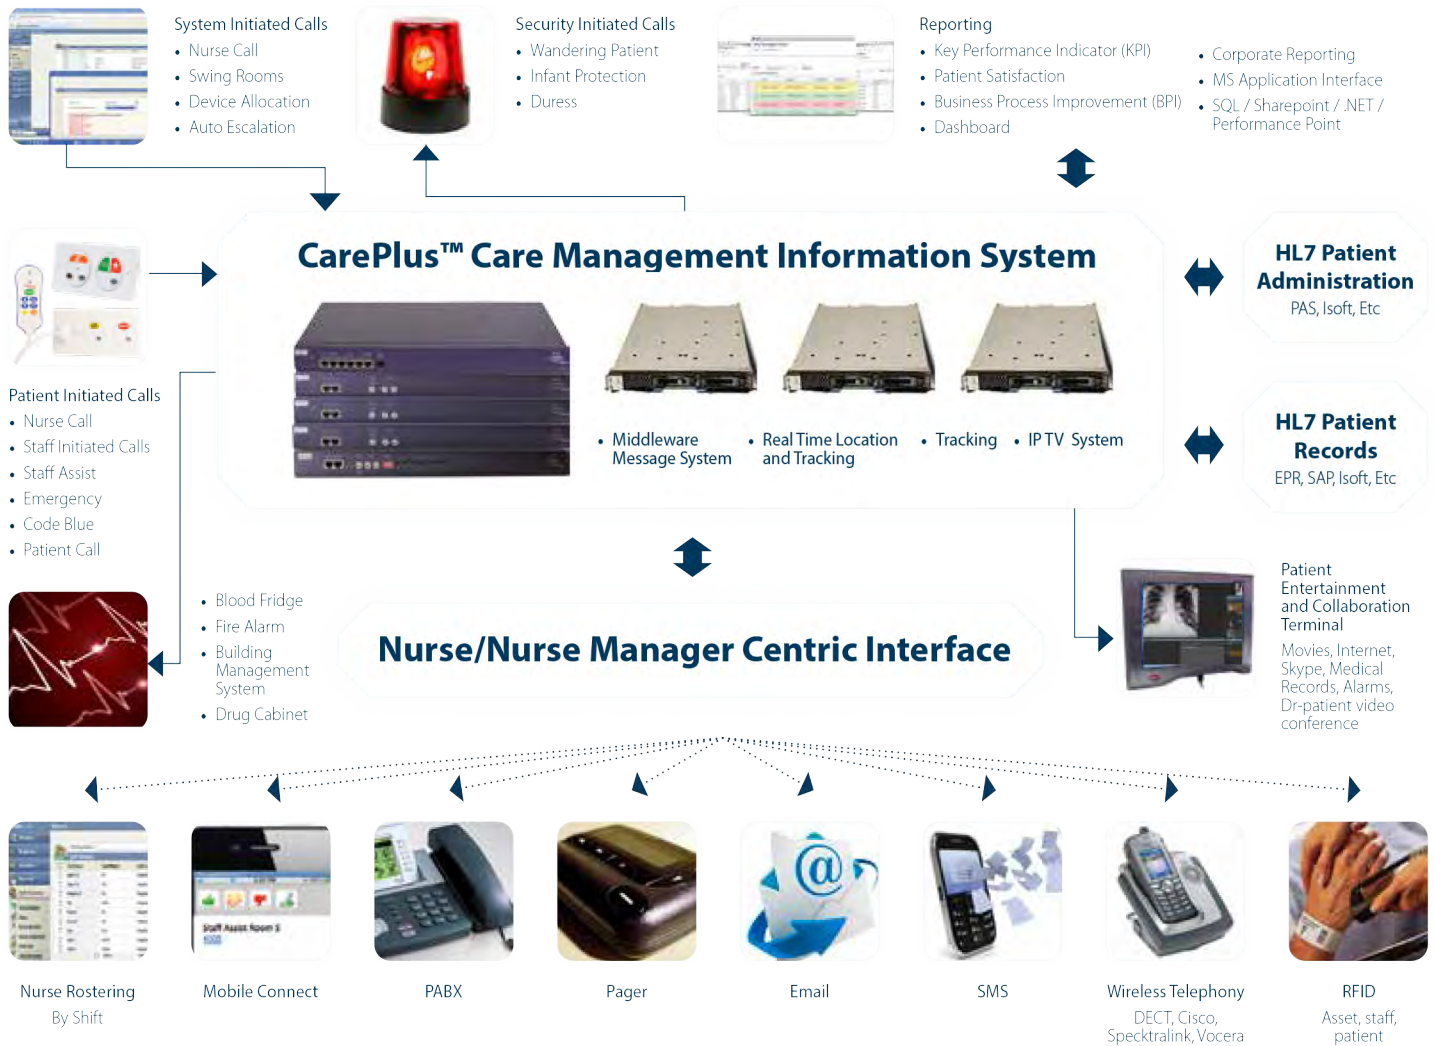 System Initiated Calls
• Nurse Call
• Swing Rooms
• Device Allocation
• Auto Escalation
Security Initiated Calls
• Wandering Patient
• Infant Protection
• Duress
Reporting
• Key Performance Indicator (KPI)
• Patient Satisfaction
• Business Process Improvement (BPI)
• Dashboard
• Corporate Reporting
• MS Application Interface
• SQL / Sharepoint / .NET /
Performance Point
CarePlus™ Care Management Information System
• Middleware
Message System
• Real Time Location
and Tracking
• Tracking
• IP TV System
HL7 Patient
Administration
PAS, Isoft, Etc
HL7 Patient
Records
EPR, SAP, Isoft, Etc
Patient Initiated Calls
• Nurse Call
• Staff Initiated Calls
• Staff Assist
• Emergency
• Code Blue
• Patient Call
• Blood Fridge
• Fire Alarm
• Building
Management
System
• Drug Cabinet
Nurse/Nurse Manager Centric Interface
Patient
Entertainment
and Collaboration
Terminal
Movies, Internet,
Skype, Medical
Records, Alarms,
Dr-patient video
conference
Staff Assist Room 5
Nurse Rostering
By Shift
Mobile Connect
PABX
Pager
Email
SMS
Wireless Telephony
DECT, Cisco,
Specktralink, Vocera
RFID
Asset, staff,
patient